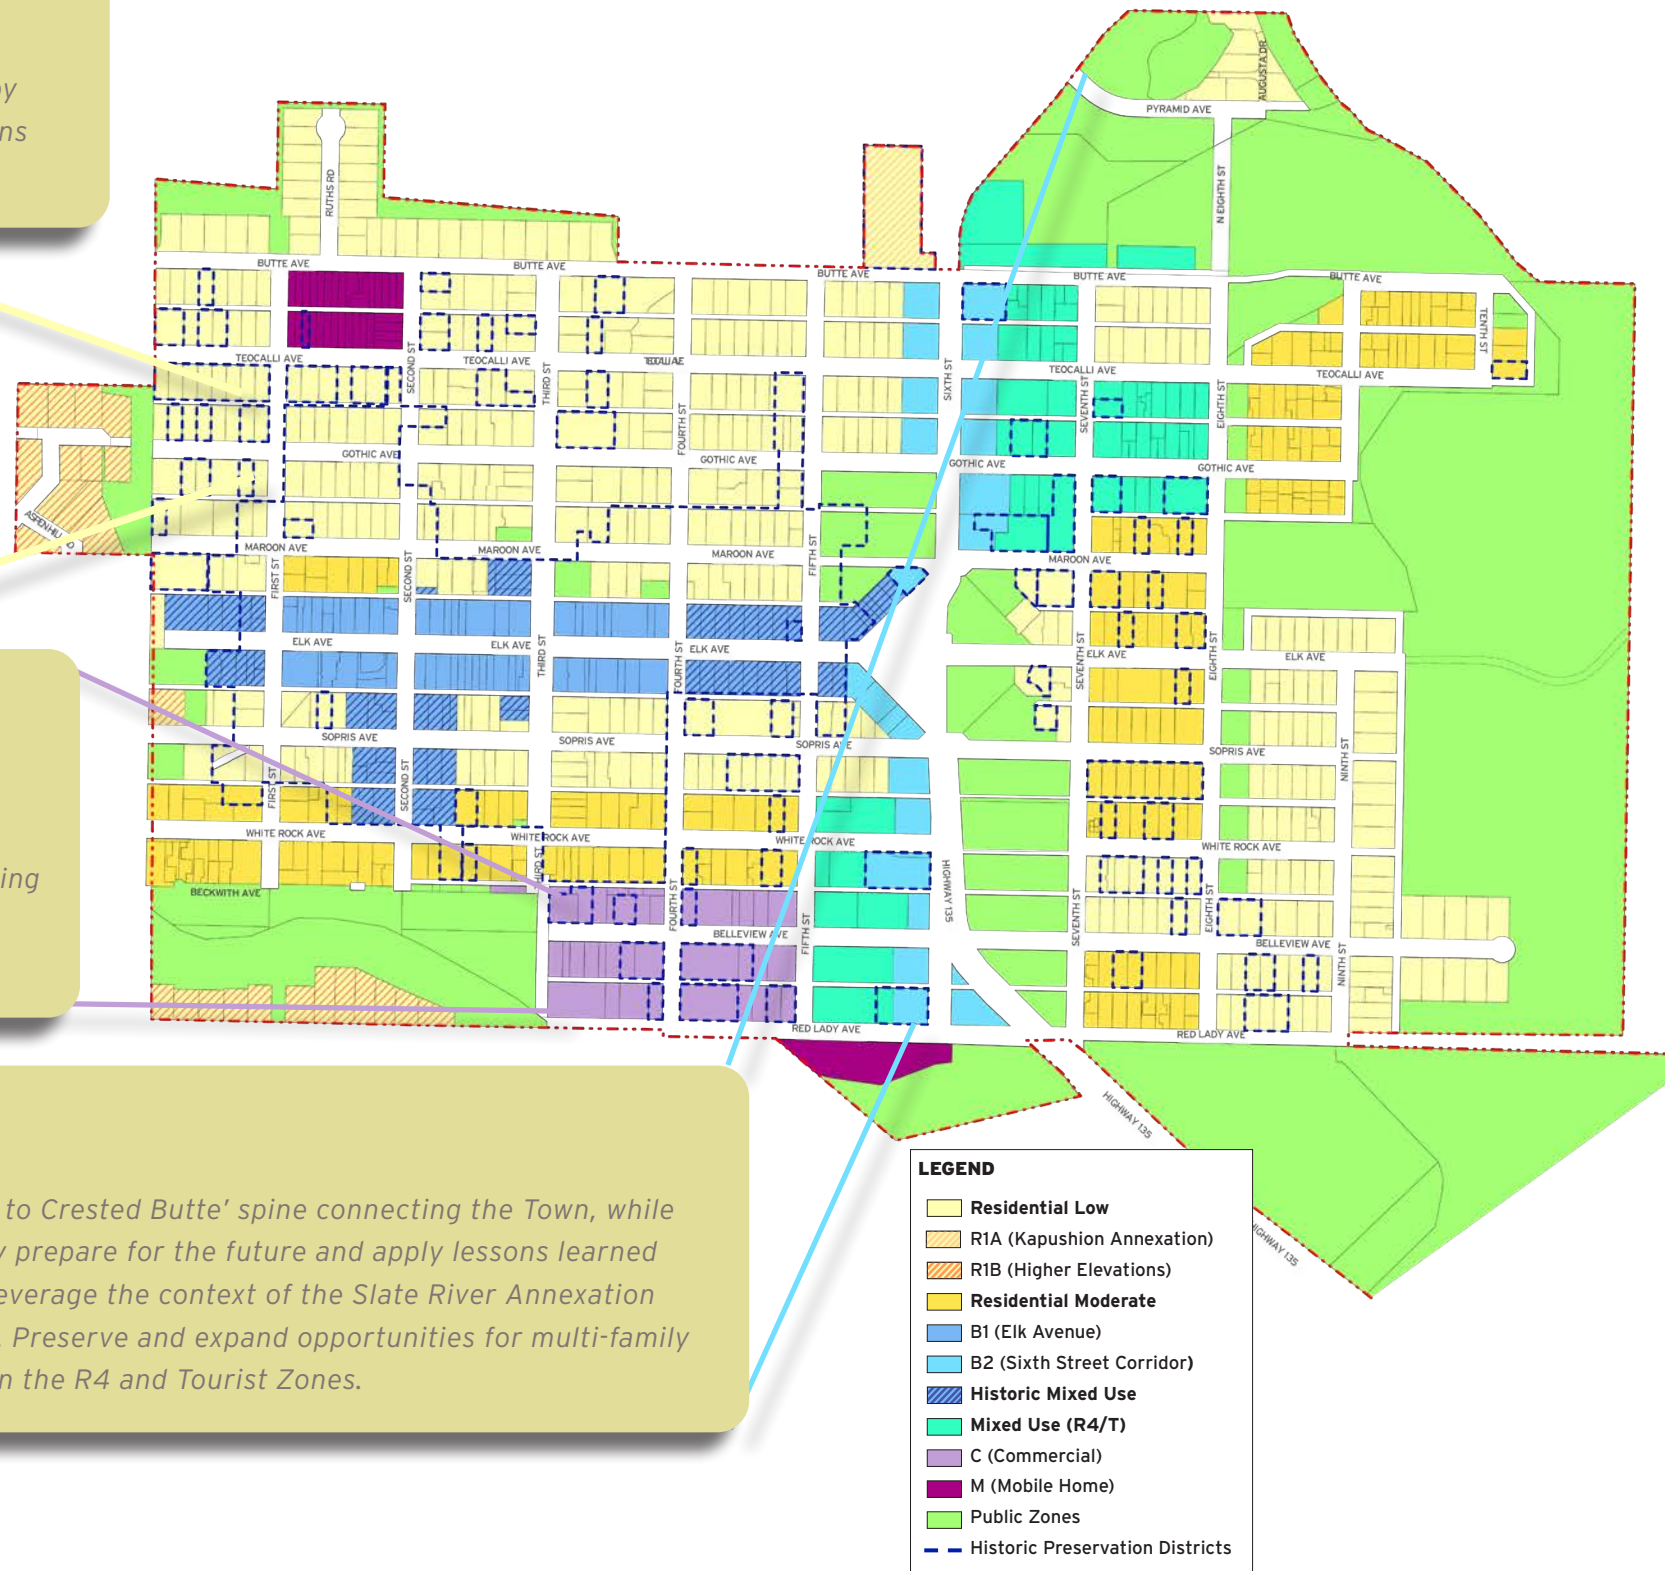 by
ns
ing
to Crested Butte’ spine connecting the Town, while
y prepare for the future and apply lessons learned
everage the context of the Slate River Annexation
. Preserve and expand opportunities for multi-family
n the R4 and Tourist Zones.
AUGUSTA DR
PYRAMID AVE
N EIGHTH ST
RUTHS RD
BUTTE AVE
BUTTE AVE
BUTTE AVE
BUTTE AVE
BUTTE AVE
TENTH ST
TEOCALLI AVE
TEOCALLI AVE
TEOCALLI AVE
TEOCALLI AVE
SECOND ST
THIRD ST
FOURTH ST
SIXTH ST
SEVENTH ST
EIGHTH ST
GOTHIC AVE
GOTHIC AVE
GOTHIC AVE
GOTHIC AVE
ASPEN HILL RD
MAROON AVE
MAROON AVE
MAROON AVE
MAROON AVE
FIRST ST
SECOND ST
FIFTH ST
ELK AVE
ELK AVE
ELK AVE
ELK AVE
ELK AVE
THIRD ST
FOURTH ST
SEVENTH ST
EIGHTH ST
SOPRIS AVE
SOPRIS AVE
SOPRIS AVE
SOPRIS AVE
FIRST ST
SECOND ST
NINTH ST
WHITE ROCK AVE
WHITE ROCK AVE
WHITE ROCK AVE
WHITE ROCK AVE
THIRD ST
BECKWITH AVE
FOURTH ST
FIFTH ST
HIGHWAY 135
SEVENTH ST
EIGHTH ST
BELLEVIEW AVE
BELLEVIEW AVE
NINTH ST
RED LADY AVE
RED LADY AVE
HIGHWAY 135
HIGHWAY 135
LEGEND
Residential Low
R1A (Kapushion Annexation)
R1B (Higher Elevations)
Residential Moderate
B1 (Elk Avenue)
B2 (Sixth Street Corridor)
Historic Mixed Use
Mixed Use (R4/T)
C (Commercial)
M (Mobile Home)
Public Zones
Historic Preservation Districts